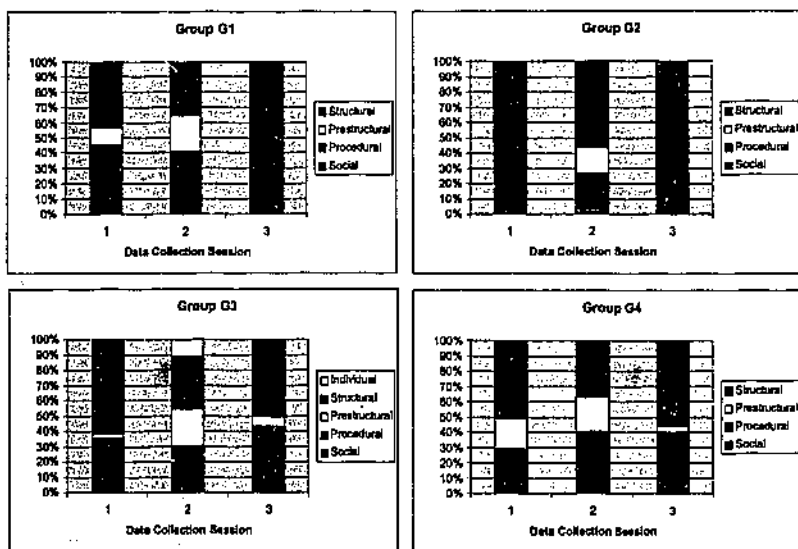 Group G1
100%
90%
80%
70%
60%
50%
40%
30%
20%
10%
0%
1 2 3
Data Collection Session
Structural
Prestructural
Procedural
Social
Group G2
100%
90%
80%
70%
60%
50%
40%
30%
20%
10%
0%
1 2 3
Data Collection Session
Structural
Prestructural
Procedural
Social
Group G3
100%
90%
80%
70%
60%
50%
40%
30%
20%
10%
0%
1 2 3
Data Collection Session
Individual
Structural
Prestructural
Procedural
Social
Group G4
100%
90%
80%
70%
60%
50%
40%
30%
20%
10%
0%
1 2 3
Data Collection Session
Structural
Prestructural
Procedural
Social